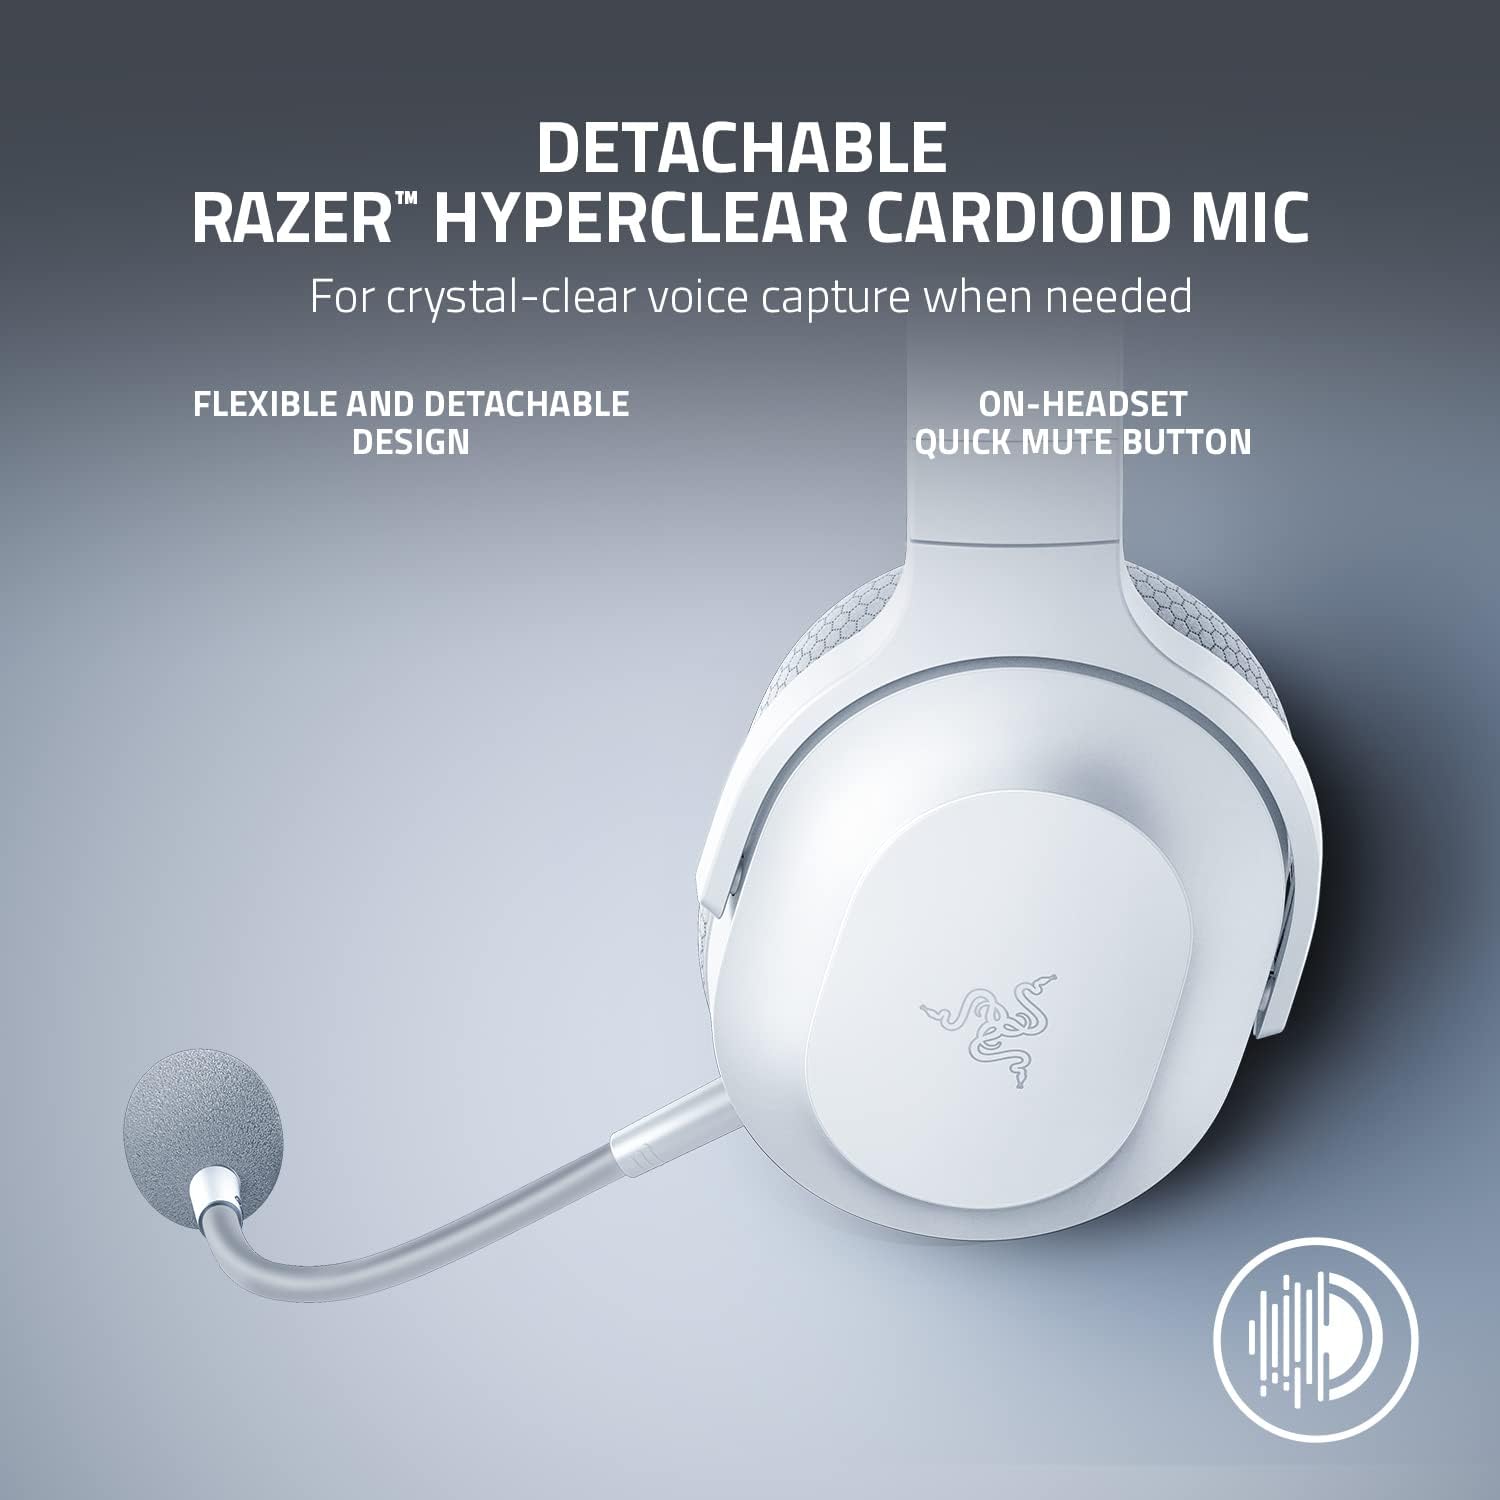 DETACHABLE
RAZER™ HYPERCLEAR CARDIOID MIC
For crystal-clear voice capture when needed
FLEXIBLE AND DETACHABLE
DESIGN
ON-HEADSET
QUICK MUTE BUTTON